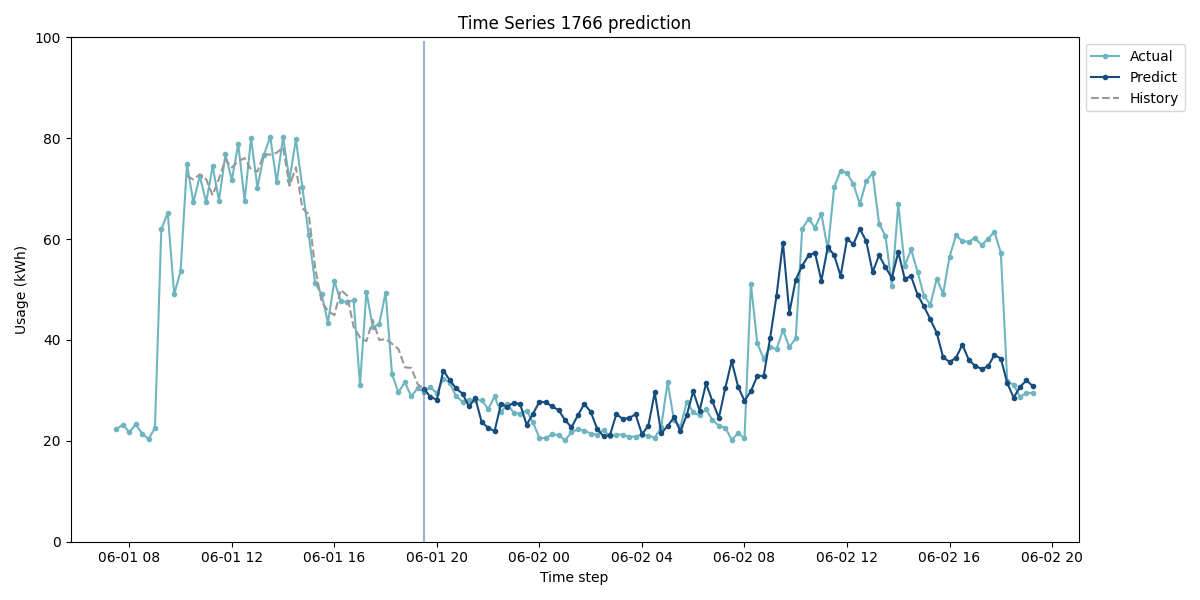 Time Series 1766 prediction
Usage (kWh)
100
80
60
40
20
0
06-01 08
06-01 12
06-01 16
06-01 20
06-02 00
06-02 04
06-02 08
06-02 12
06-02 16
06-02 20
Time step
Actual
Predict
History